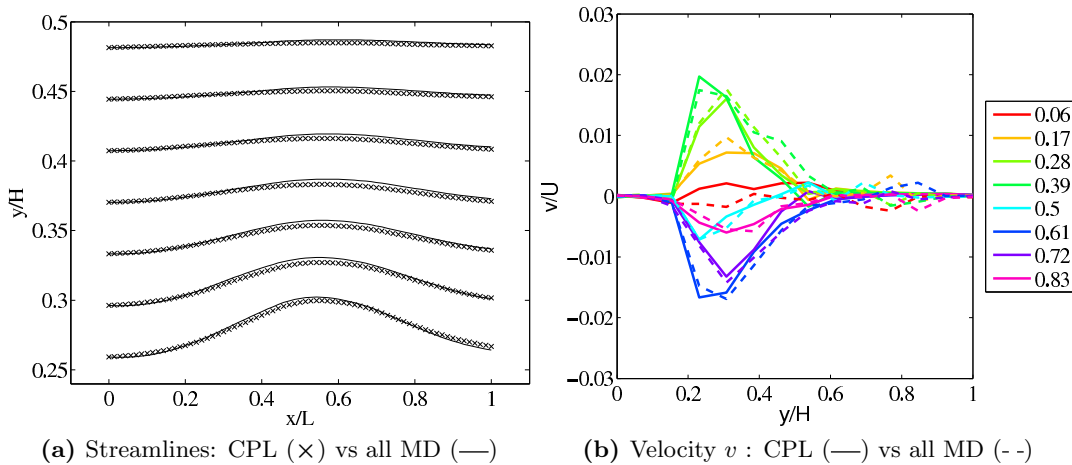 0.5
0.45
0.4
0.35
0.3
0.25
y/H
0 0.2 0.4 0.6 0.8 1
x/L
(a) Streamlines: CPL (×) vs all MD (—)
0.03
0.02
0.01
0
−0.01
−0.02
−0.03
v/U
0 0.2 0.4 0.6 0.8 1
y/H
0.06
0.17
0.28
0.39
0.5
0.61
0.72
0.83
(b) Velocity v : CPL (—) vs all MD (- -)